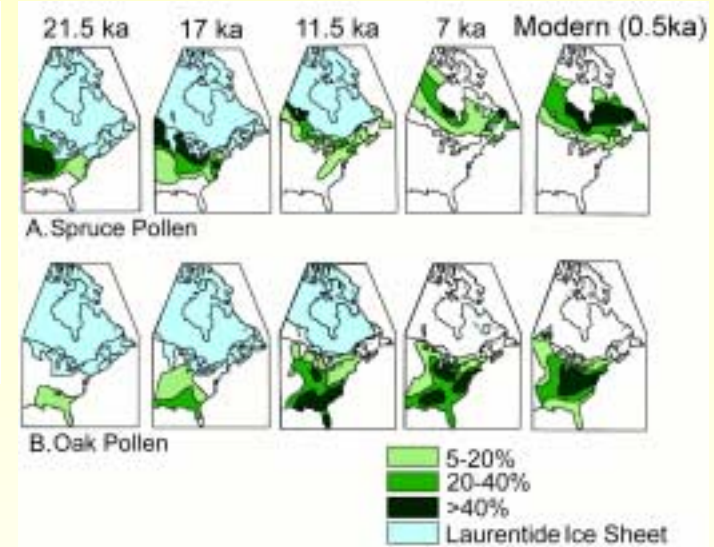 21.5 ka 17 ka 11.5 ka 7 ka Modern (0.5ka)
A.Spruce Pollen
B.Oak Pollen
5-20%
20-40%
>40%
Laurentide Ice Sheet